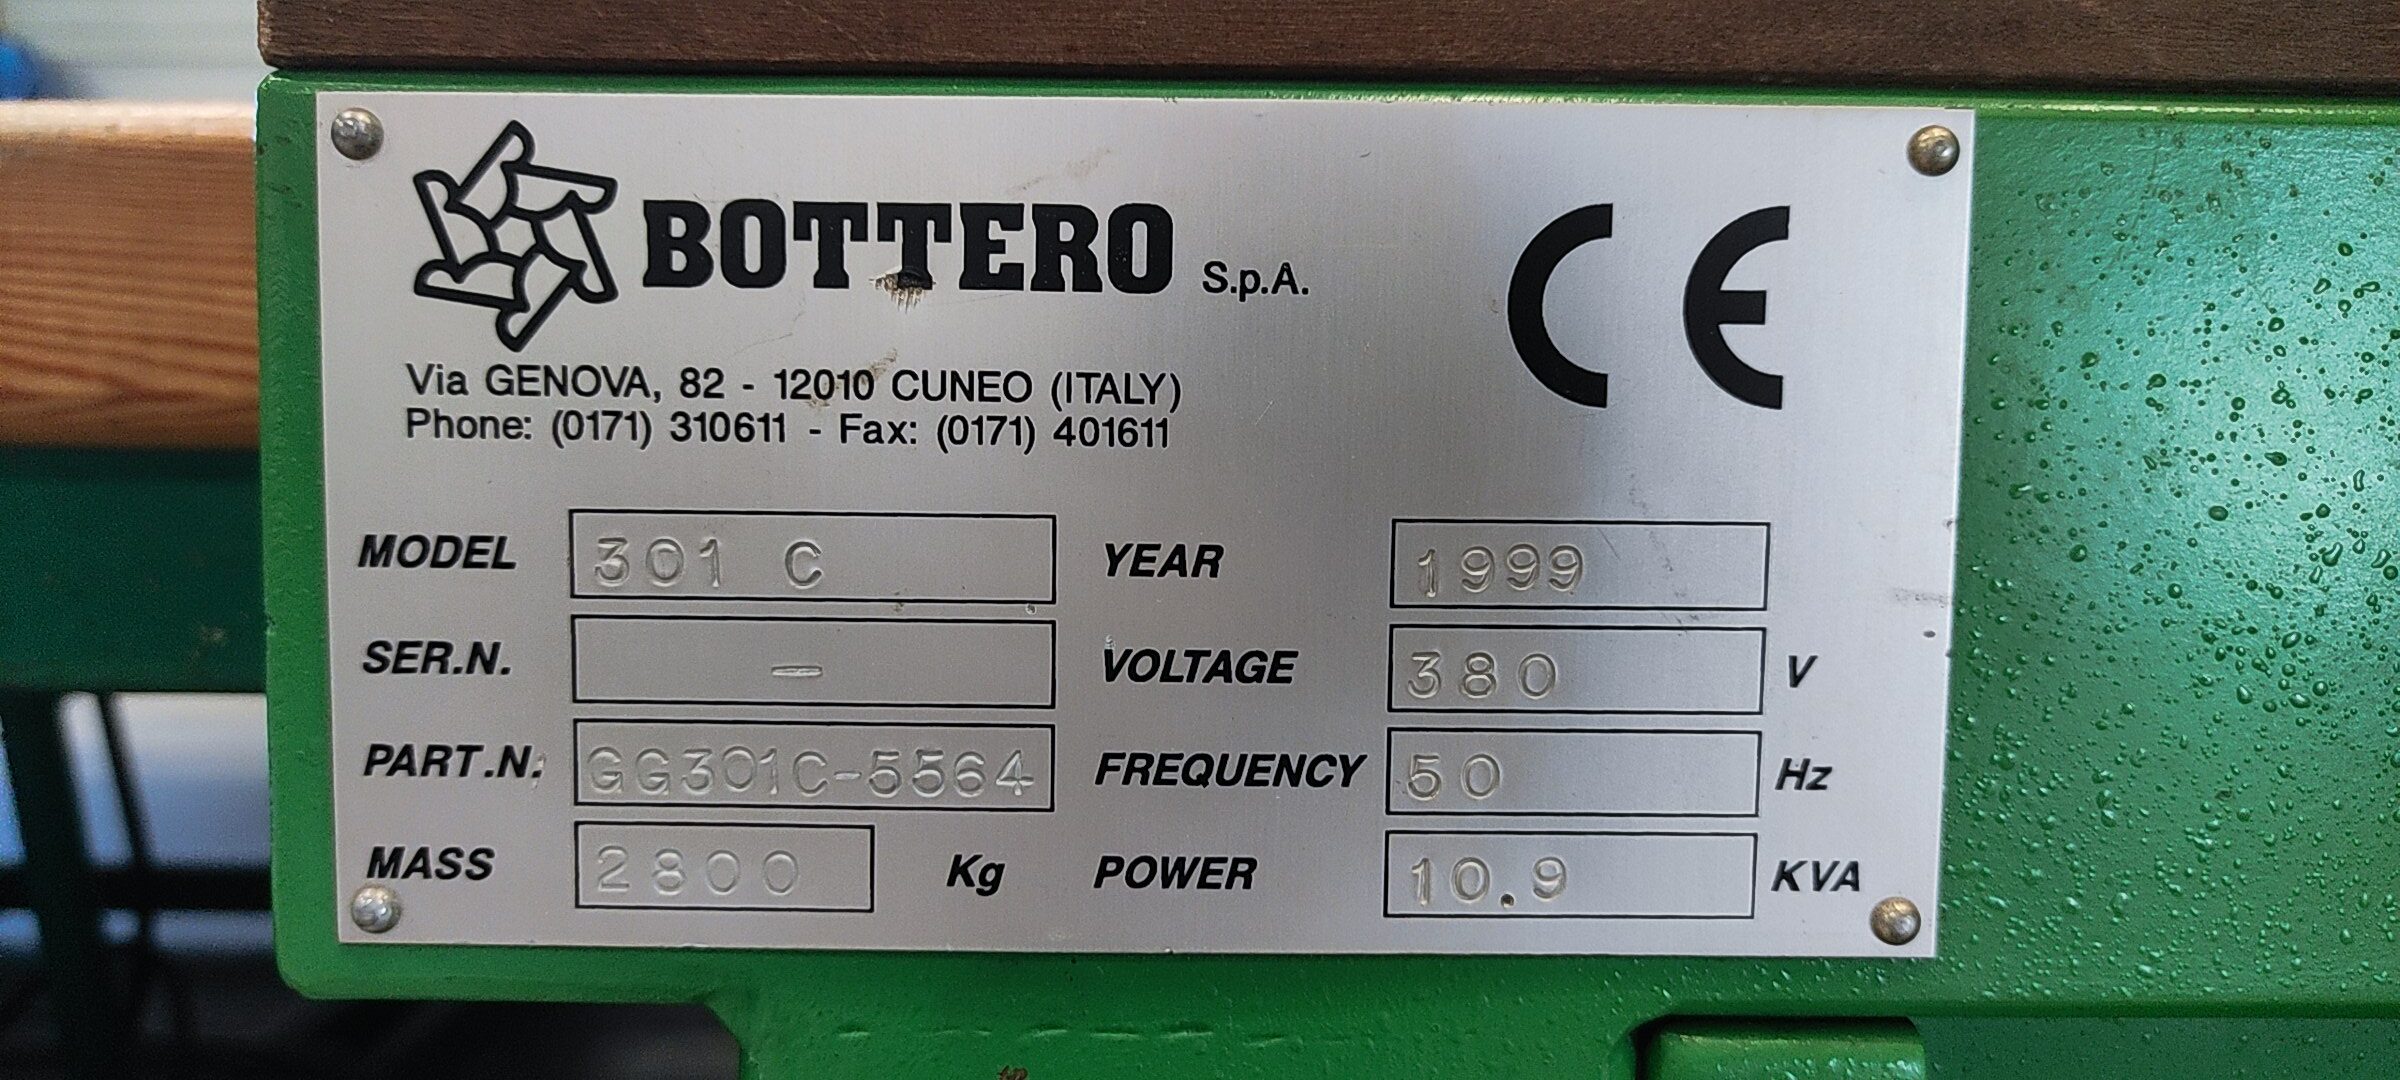 BOTTERO S.p.A.
CE
Via GENOVA, 82 - 12010 CUNEO (ITALY)
Phone: (0171) 310611 - Fax: (0171) 401611
MODEL 301 C YEAR 1999
SER.N. - VOLTAGE 380 V
PART.N. GG301C-5564 FREQUENCY 50 Hz
MASS 2800 Kg POWER 10.9 KVA